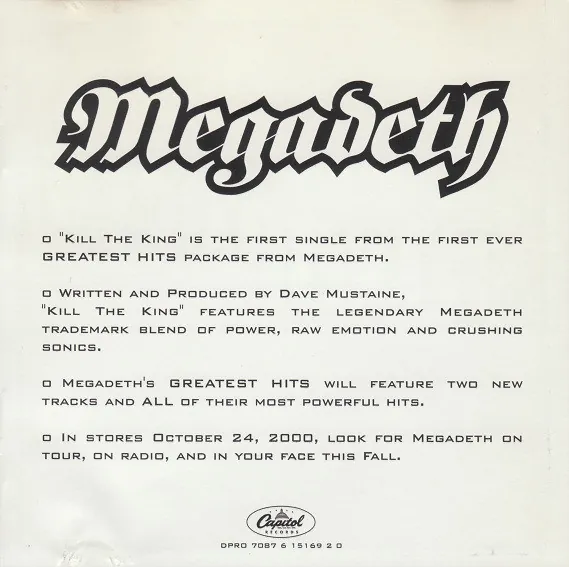 Megadeth
"Kill The King" is the first single from the first ever
GREATEST HITS package from Megadeth.
Written and Produced by Dave Mustaine,
"Kill The King" features the legendary Megadeth
trademark blend of power, raw emotion and crushing
sonics.
Megadeth's GREATEST HITS will feature two new
tracks and ALL of their most powerful hits.
In stores October 24, 2000, look for Megadeth on
tour, on radio, and in your face this Fall.
Capitol
RECORDS
DPRO 7087 6 15169 2 0